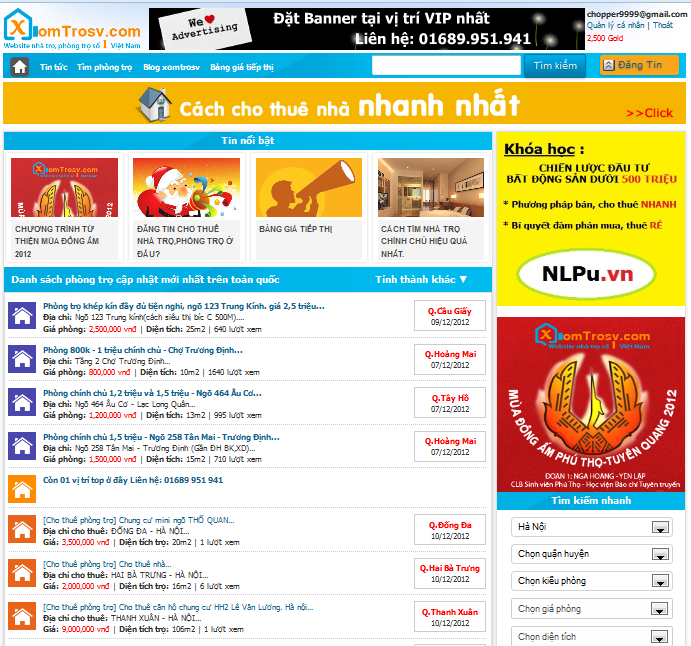 XomTrosv.com
Website nhà trọ, phòng trọ số 1 Việt Nam
We
Advertising
Đặt Banner tại vị trí VIP nhất
Liên hệ: 01689.951.941
chopper9999@gmail.com
Quản lý cá nhân | Thoát
2,500 Gold
Tin tức Tìm phòng trọ Blog xomtrosv Bảng giá tiếp thị
Tìm kiếm
Đăng Tin
Cách cho thuê nhà nhanh nhất
>>Click
Tin nổi bật
XomTrosv.com
CHƯƠNG TRÌNH TỪ
THIỆN MÙA ĐÔNG ẤM
2012
ĐĂNG TIN CHO THUÊ
NHÀ TRỌ,PHÒNG TRỌ Ở
ĐÂU?
BẢNG GIÁ TIẾP THỊ
CÁCH TÌM NHÀ TRỌ
CHÍNH CHỦ HIỆU QUẢ
NHẤT.
Danh sách phòng trọ cập nhật mới nhất trên toàn quốc
Tỉnh thành khác ▼
Phòng trọ khép kín đầy đủ tiện nghi, ngõ 123 Trung Kính. giá 2,5 triệu...
Địa chỉ: Ngõ 123 Trung kính(cách siêu thị bíc C 500M)....
Giá phòng: 2,500,000 vnđ | Diện tích: 25m2 | 640 lượt xem
Q.Cầu Giấy
09/12/2012
Phòng 800k - 1 triệu chính chủ - Chợ Trương Định...
Địa chỉ: Tầng 2 Chợ Trương Định...
Giá phòng: 800,000 vnđ | Diện tích: 10m2 | 1640 lượt xem
Q.Hoàng Mai
07/12/2012
Phòng chính chủ 1,2 triệu và 1,5 triệu - Ngõ 464 Âu Cơ...
Địa chỉ: Ngõ 464 Âu Cơ - Lạc Long Quân...
Giá phòng: 1,200,000 vnđ | Diện tích: 13m2 | 995 lượt xem
Q.Tây Hồ
07/12/2012
Phòng chính chủ 1,5 triệu - Ngõ 258 Tân Mai - Trương Định...
Địa chỉ: Ngõ 258 Tân Mai - Trương Định (Gần ĐH BK,XD)...
Giá phòng: 1,500,000 vnđ | Diện tích: 15m2 | 710 lượt xem
Q.Hoàng Mai
07/12/2012
Còn 01 vị trí top ở đây Liên hệ: 01689 951 941
[Cho thuê phòng trọ] Chung cư mini ngõ THỔ QUAN...
Địa chỉ cho thuê: ĐỐNG ĐA - HÀ NỘI...
Giá: 3,500,000 vnđ | Diện tích trọ: 20m2 | 1 lượt xem
Q.Đống Đa
10/12/2012
[Cho thuê phòng trọ] Cho thuê nhà...
Địa chỉ cho thuê: HAI BÀ TRƯNG - HÀ NỘI...
Giá: 2,000,000 vnđ | Diện tích trọ: 16m2 | 6 lượt xem
Q.Hai Bà Trưng
10/12/2012
[Cho thuê phòng trọ] Cho thuê căn hộ chung cư HH2 Lê Văn Lương. Hà nội...
Địa chỉ cho thuê: THANH XUÂN - HÀ NỘI...
Giá: 9,000,000 vnđ | Diện tích trọ: 106m2 | 1 lượt xem
Q.Thanh Xuân
10/12/2012
Khóa học :
CHIẾN LƯỢC ĐẦU TƯ
BẤT ĐỘNG SẢN DƯỚI 500 TRIỆU
* Phương pháp bán, cho thuê NHANH
* Bí quyết đàm phán mua, thuê RẺ
NLPu.vn
XomTrosv.com
Website nhà trọ số 1 Việt Nam
MÙA ĐÔNG ẤM PHÚ THỌ-TUYÊN QUANG 2012
ĐOÀN 1: NGA HOÀNG - YÊN LẬP
CLB Sinh viên Phú Thọ - Học viện Báo chí Tuyên truyền
Tìm kiếm nhanh
Hà Nội
Chọn quận huyện
Chọn kiểu phòng
Chọn giá phòng
Chọn diện tích